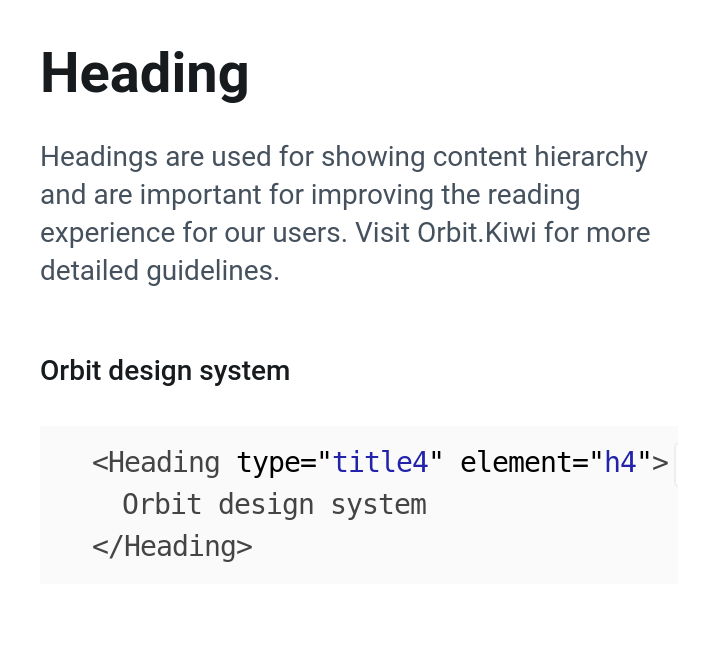 Heading
Headings are used for showing content hierarchy
and are important for improving the reading
experience for our users. Visit Orbit.Kiwi for more
detailed guidelines.
Orbit design system
<Heading type="title4" element="h4">
Orbit design system
</Heading>